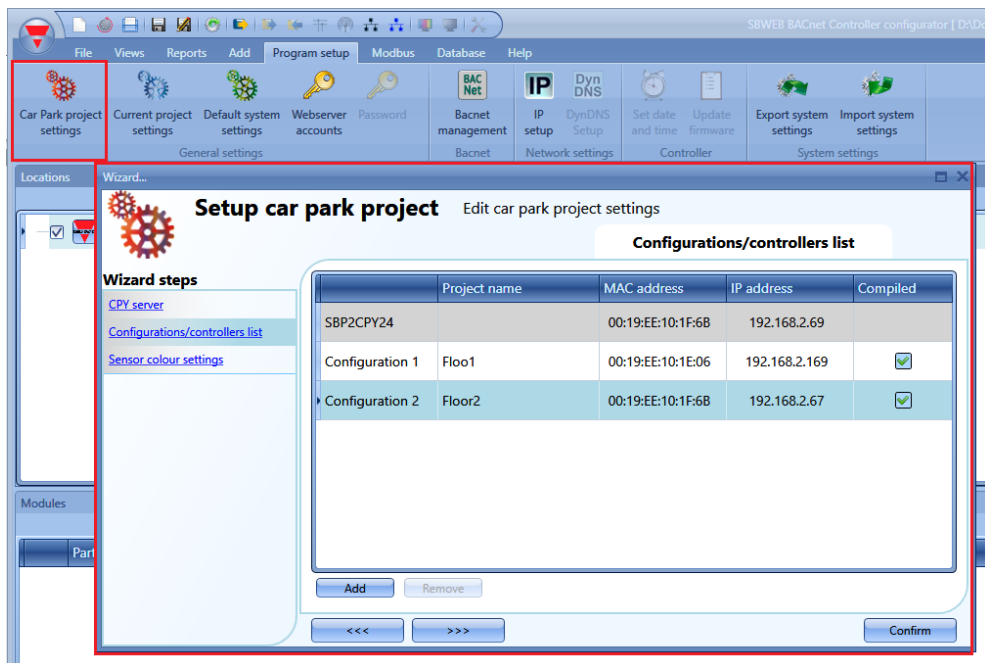 SBWEB BACnet Controller configurator [ D:\Do
File Views Reports Add Program setup Modbus Database Help
BAC Net IP Dyn DNS
Car Park project settings
Current project settings
Default system settings
Webserver accounts
Password
Bacnet management
IP setup
DynDNS Setup
Set date and time
Update firmware
Export system settings
Import system settings
General settings Bacnet Network settings Controller System settings
Locations
Wizard...
Setup car park project Edit car park project settings
Configurations/controllers list
Wizard steps
CPY server
Configurations/controllers list
Sensor colour settings
Project name MAC address IP address Compiled
SBP2CPY24 00:19:EE:10:1F:6B 192.168.2.69
Configuration 1 Floo1 00:19:EE:10:1E:06 192.168.2.169
Configuration 2 Floor2 00:19:EE:10:1F:6B 192.168.2.67
Modules
Part
Add Remove
<<< >>> Confirm